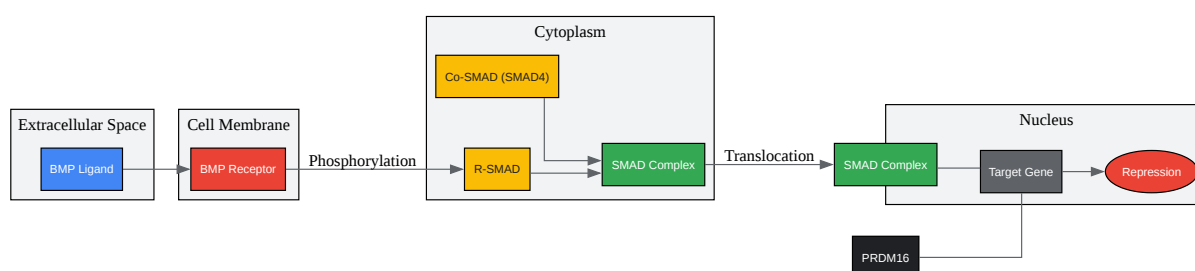 Extracellular Space
BMP Ligand
Cell Membrane
BMP Receptor
Phosphorylation
Cytoplasm
Co-SMAD (SMAD4)
R-SMAD
SMAD Complex
Translocation
Nucleus
SMAD Complex
Target Gene
Repression
PRDM16